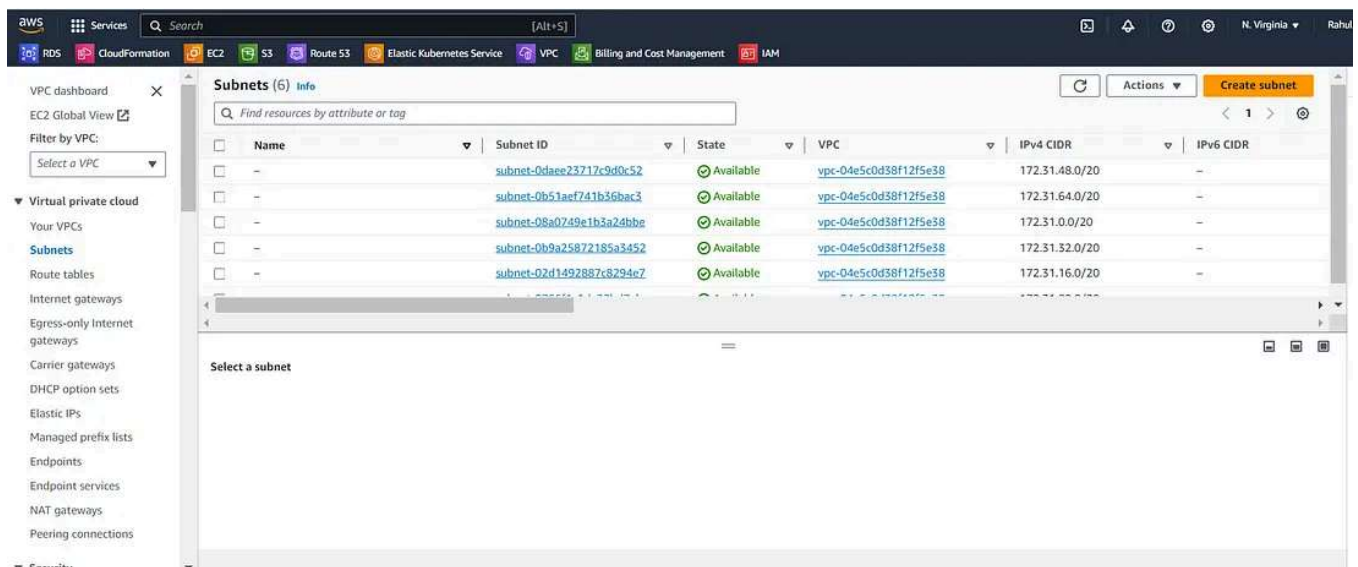 aws Services Search [Alt+S] N. Virginia Rahul
RDS CloudFormation EC2 S3 Route 53 Elastic Kubernetes Service VPC Billing and Cost Management IAM
VPC dashboard
EC2 Global View
Filter by VPC:
Select a VPC
Virtual private cloud
Your VPCs
Subnets
Route tables
Internet gateways
Egress-only Internet
gateways
Carrier gateways
DHCP option sets
Elastic IPs
Managed prefix lists
Endpoints
Endpoint services
NAT gateways
Peering connections
Security
Subnets (6) Info
Actions Create subnet
Find resources by attribute or tag
1
Name Subnet ID State VPC IPv4 CIDR IPv6 CIDR
– subnet-0daee23717c9d0c52 Available vpc-04e5c0d38f12f5e38 172.31.48.0/20 –
– subnet-0b51aef741b36bac3 Available vpc-04e5c0d38f12f5e38 172.31.64.0/20 –
– subnet-08a0749e1b3a24bbe Available vpc-04e5c0d38f12f5e38 172.31.0.0/20 –
– subnet-0b9a25872185a3452 Available vpc-04e5c0d38f12f5e38 172.31.32.0/20 –
– subnet-02d1492887c8294e7 Available vpc-04e5c0d38f12f5e38 172.31.16.0/20 –
Select a subnet